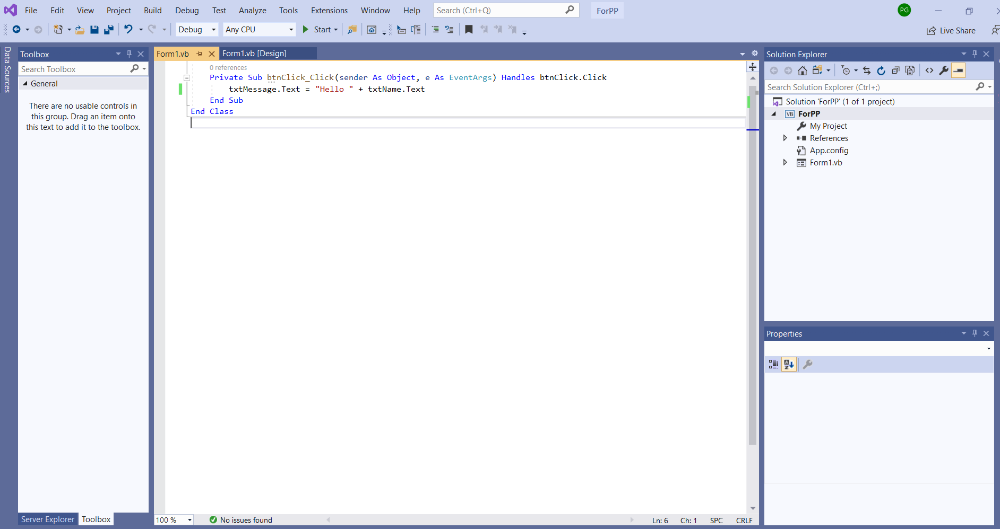 File Edit View Project Build Debug Test Analyze Tools Extensions Window Help Search (Ctrl+Q) ForPP PG
Debug Any CPU Start Live Share
Data Sources
Toolbox
Search Toolbox
General
There are no usable controls in
this group. Drag an item onto
this text to add it to the toolbox.
Server Explorer Toolbox
Form1.vb Form1.vb [Design]
0 references
Private Sub btnClick_Click(sender As Object, e As EventArgs) Handles btnClick.Click
txtMessage.Text = "Hello " + txtName.Text
End Sub
End Class
100 % No issues found Ln: 6 Ch: 1 SPC CRLF
Solution Explorer
Search Solution Explorer (Ctrl+;)
Solution 'ForPP' (1 of 1 project)
VB ForPP
My Project
References
App.config
Form1.vb
Properties